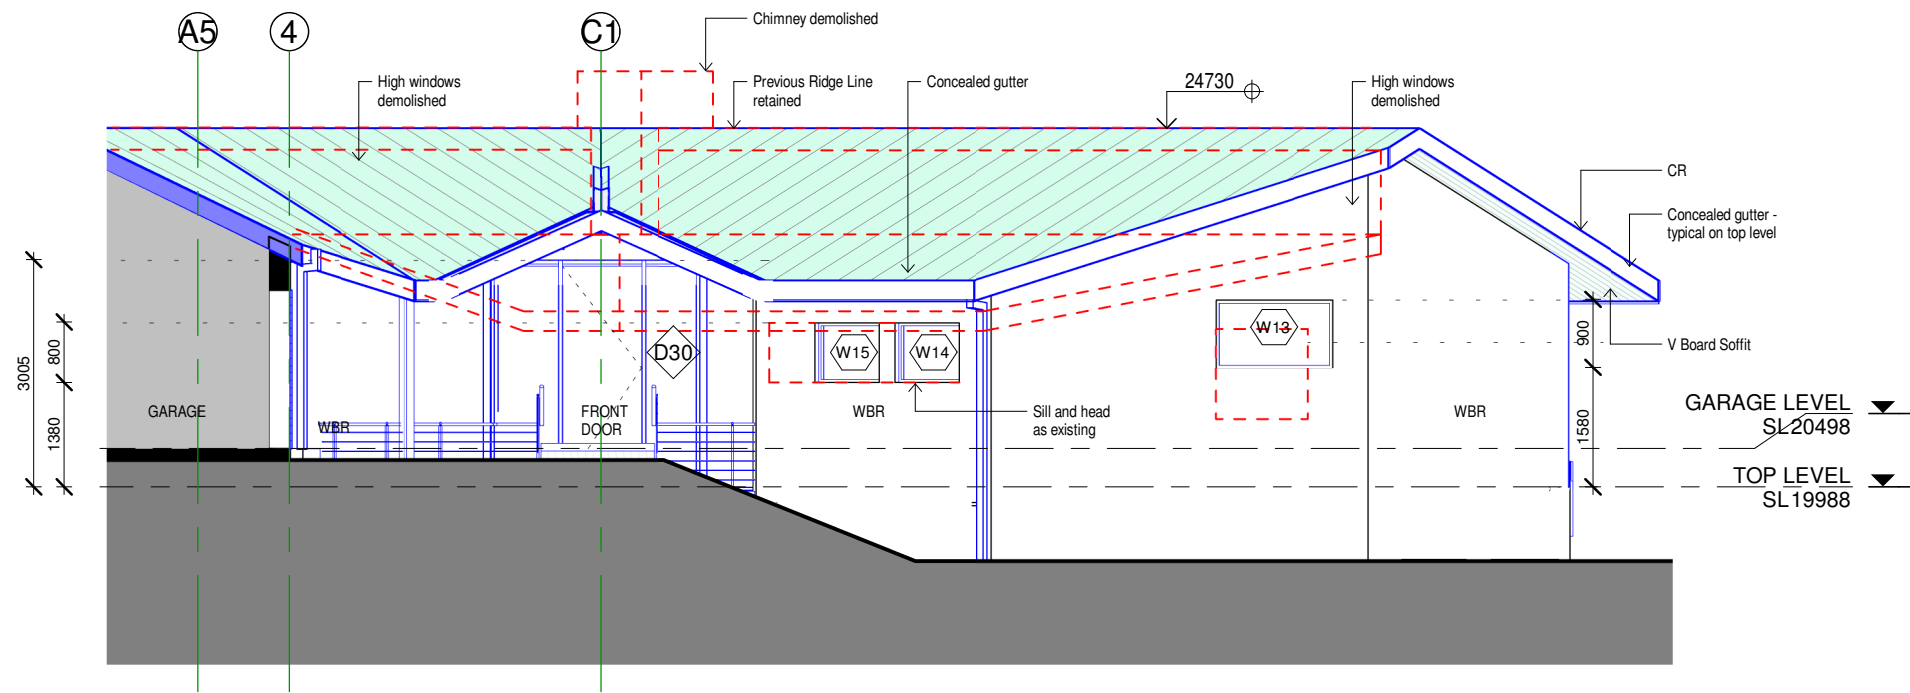 A5
4
C1
Chimney demolished
High windows
demolished
Previous Ridge Line
retained
Concealed gutter
24730
High windows
demolished
CR
Concealed gutter -
typical on top level
V Board Soffit
3005
800
1380
GARAGE
WBR
FRONT
DOOR
D30
W15
W14
WBR
Sill and head
as existing
W13
WBR
900
1580
GARAGE LEVEL
SL20498
TOP LEVEL
SL19988